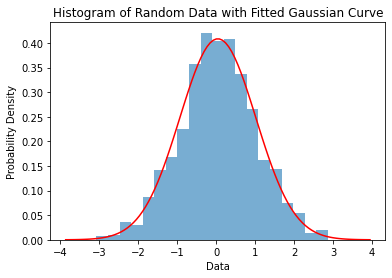 Histogram of Random Data with Fitted Gaussian Curve
Probability Density
0.40
0.35
0.30
0.25
0.20
0.15
0.10
0.05
0.00
−4 −3 −2 −1 0 1 2 3 4
Data